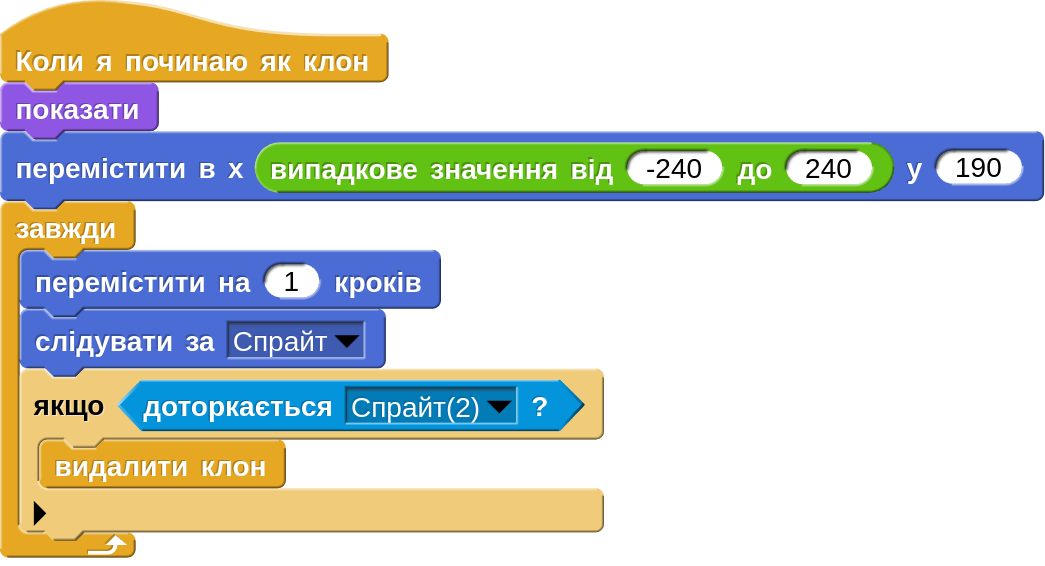 Коли я починаю як клон
показати
перемістити в x випадкове значення від -240 до 240 y 190
завжди
перемістити на 1 кроків
слідувати за Спрайт
якщо доторкається Спрайт(2) ?
видалити клон